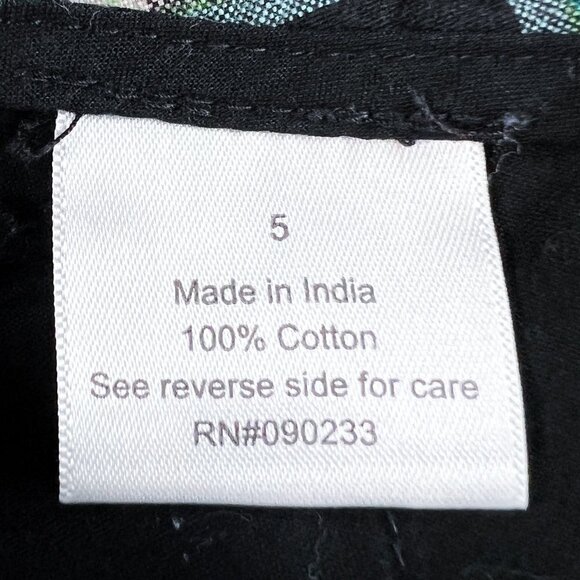 5
Made in India
100% Cotton
See reverse side for care
RN#090233